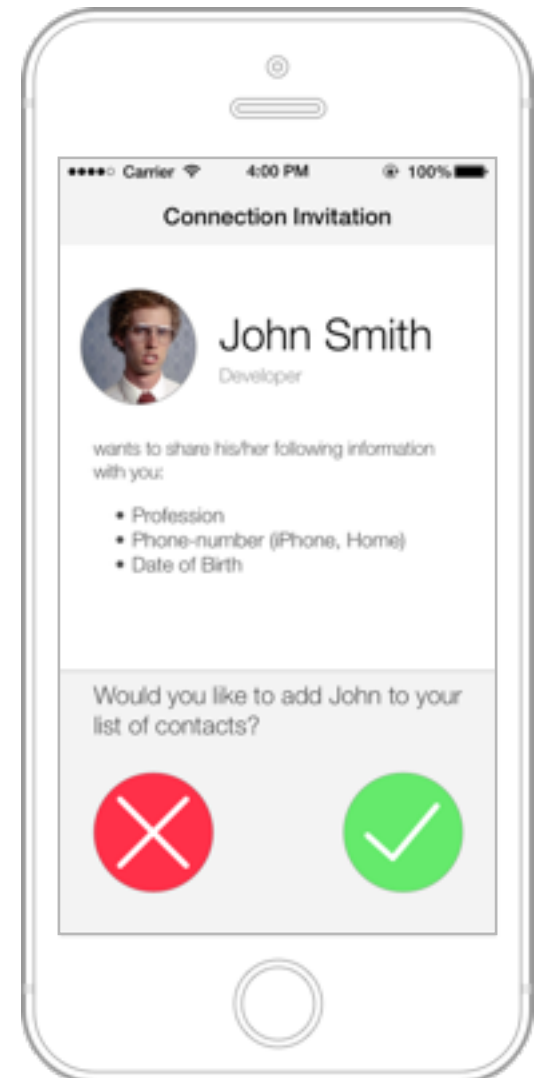 Carrier 4:00 PM 100%
Connection Invitation
John Smith
Developer
wants to share his/her following information
with you:
• Profession
• Phone-number (iPhone, Home)
• Date of Birth
Would you like to add John to your
list of contacts?